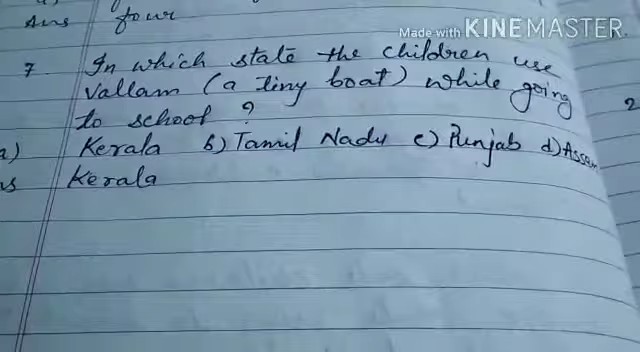 Made with KINEMASTER
Ans four
7 In which state the children use
Vallam (a tiny boat) while going
to school ?
a) Kerala b) Tamil Nadu c) Punjab d) Assam
s Kerala
2